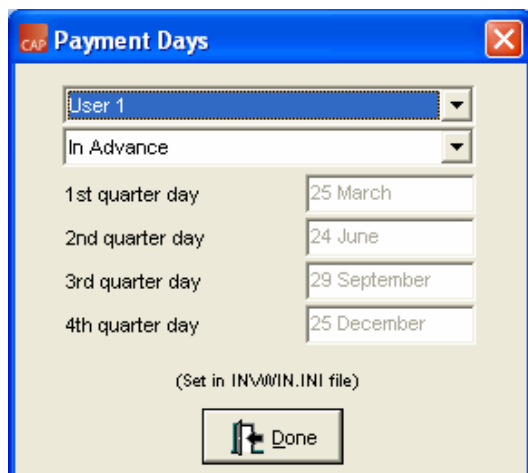 CAP Payment Days
User 1
In Advance
1st quarter day 25 March
2nd quarter day 24 June
3rd quarter day 29 September
4th quarter day 25 December
(Set in INVWIN.INI file)
Done